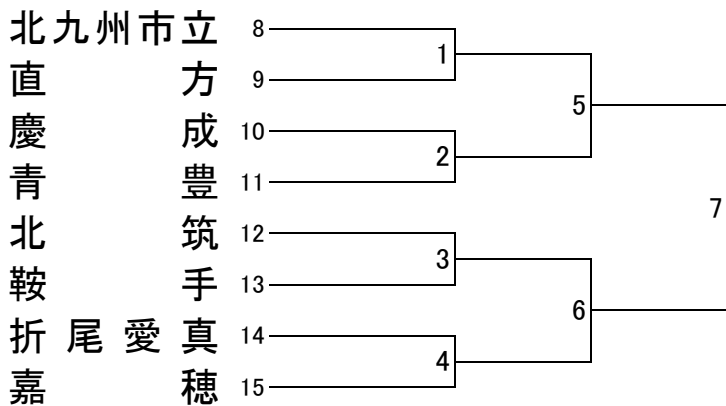 北九州市立 8
1
直方 9
5
慶成 10
2
青豊 11
7
北筑 12
3
鞍手 13
6
折尾愛真 14
4
嘉穂 15